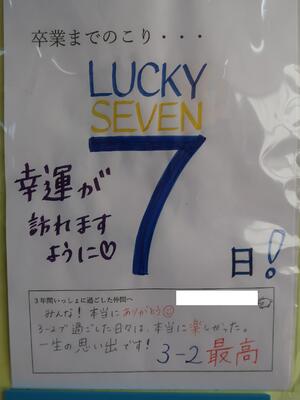 卒業までのこり・・・
LUCKY
SEVEN
7
日!
幸運が
訪れます
ように♡
3年間いっしょに過ごした仲間へ
みんな!本当にありがとう☺
3-2で過ごした日々は、本当に楽しかった。
一生の思い出です!
3-2最高